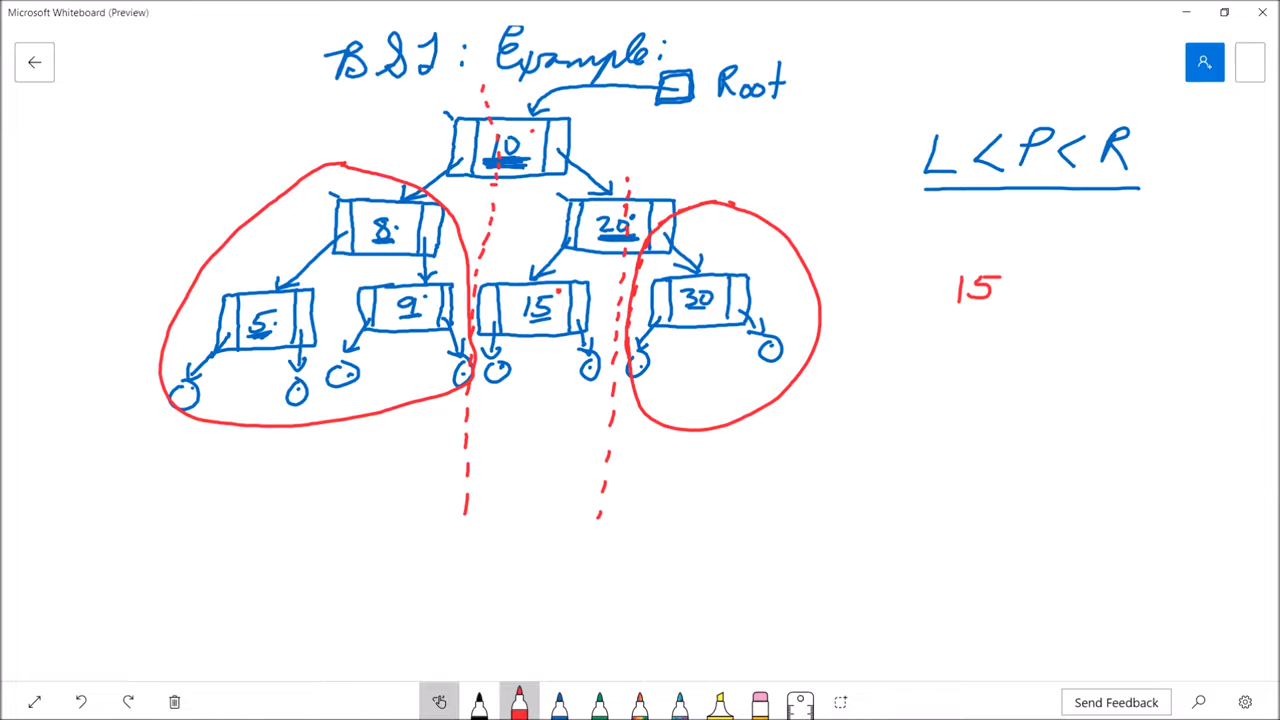 Microsoft Whiteboard (Preview)
BST : Example:
Root
10
L < P < R
8
20
5
9
15
30
15
Send Feedback